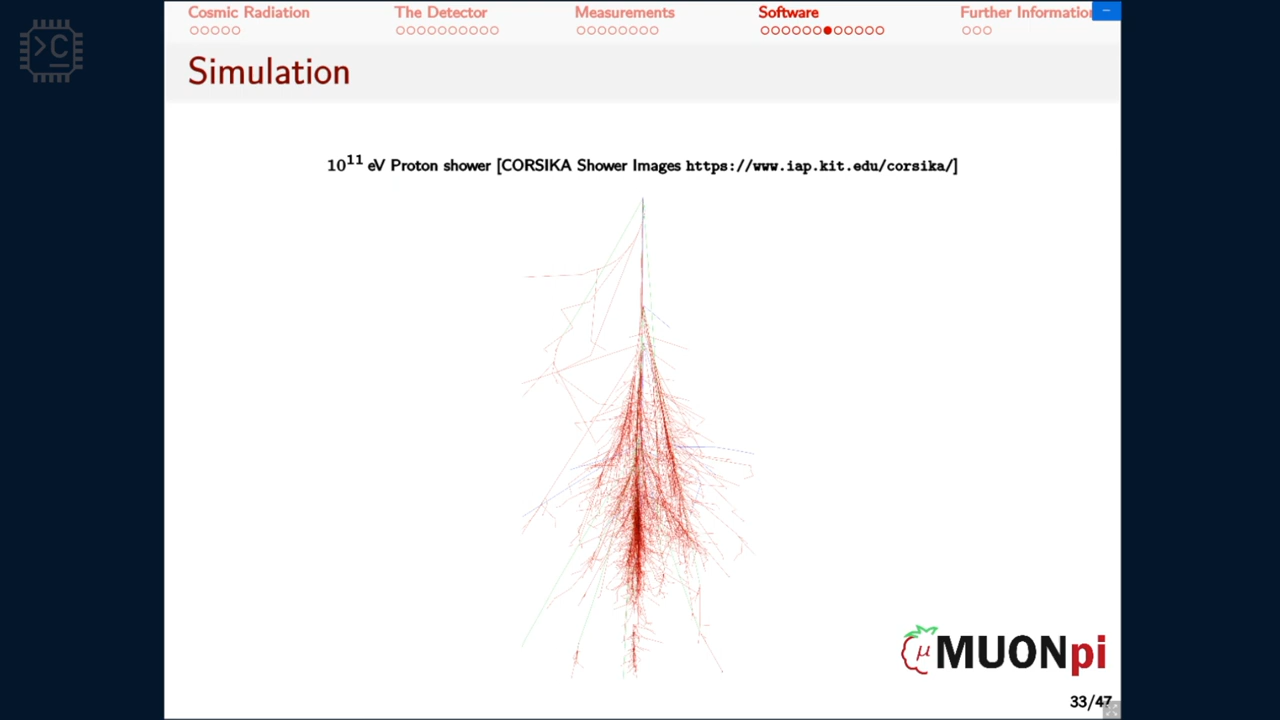 Cosmic Radiation The Detector Measurements Software Further Information
Simulation
10¹¹ eV Proton shower [CORSIKA Shower Images https://www.iap.kit.edu/corsika/]
μ MUONpi
33/47
>C_